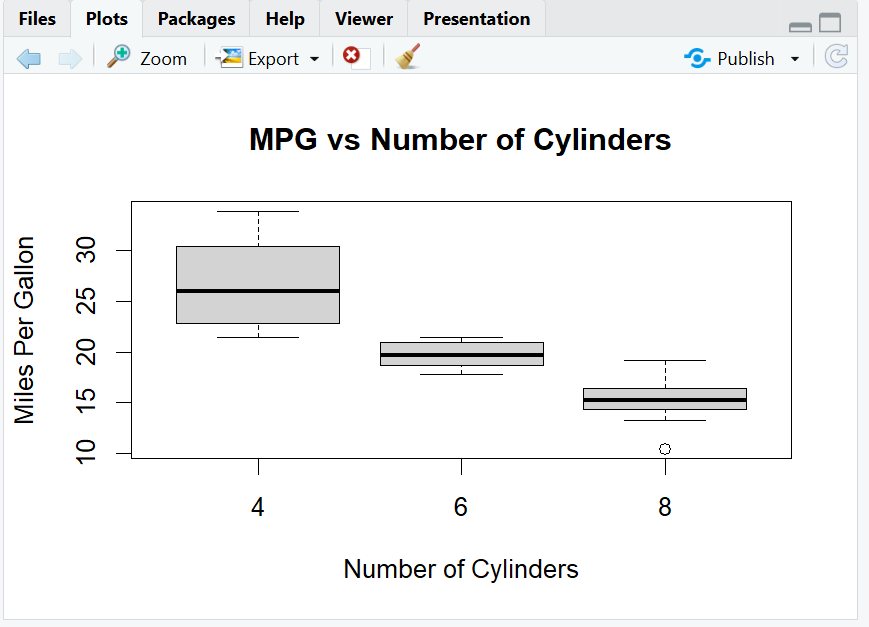 Files Plots Packages Help Viewer Presentation
Zoom Export Publish
MPG vs Number of Cylinders
Miles Per Gallon
30
25
20
15
10
4 6 8
Number of Cylinders